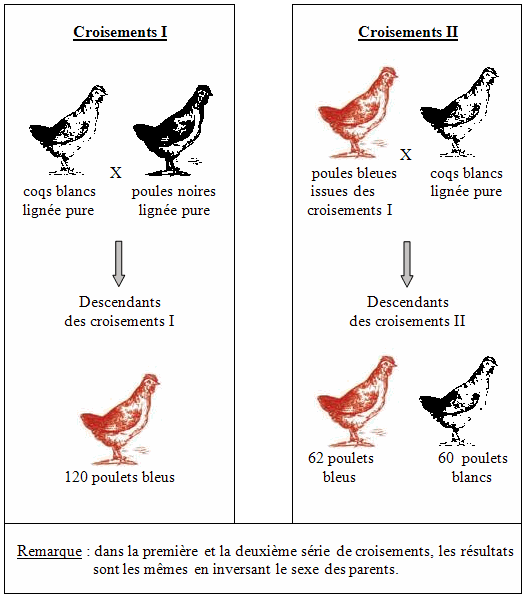 Croisements I
X
coqs blancs
lignée pure
poules noires
lignée pure
Descendants
des croisements I
120 poulets bleus
Croisements II
X
poules bleues
issues des
croisements I
coqs blancs
lignée pure
Descendants
des croisements II
62 poulets
bleus
60 poulets
blancs
Remarque : dans la première et la deuxième série de croisements, les résultats
sont les mêmes en inversant le sexe des parents.